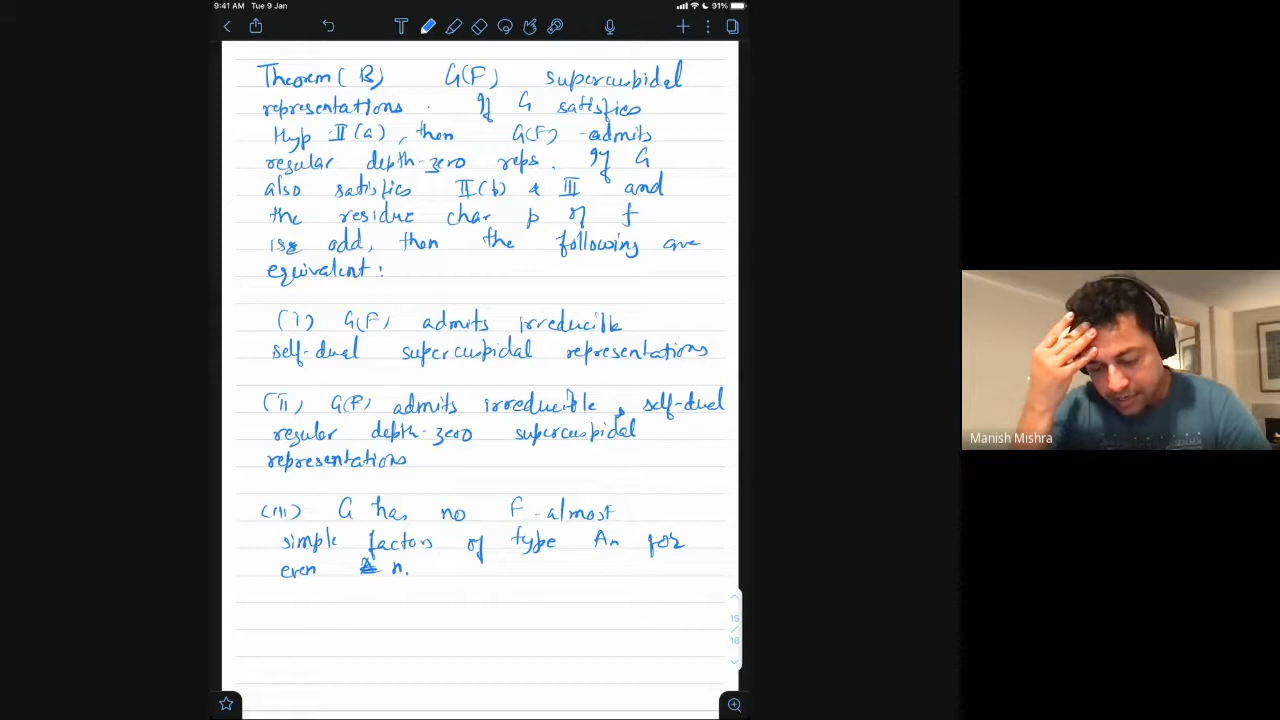 9:41 AM Tue 9 Jan
91%
Theorem (B) G(F) supercuspidal
representations. If G satisfies
Hyp II(a), then G(F) admits
regular depth-zero reps. If G
also satisfies II(b) & III and
the residue char p of f
is odd, then the following are
equivalent:
(i) G(F) admits irreducible
self-dual supercuspidal representations
(ii) G(F) admits irreducible, self-dual
regular depth-zero supercuspidal
representations
(iii) G has no F-almost
simple factors of type An for
even n.
15
/
16
Manish Mishra